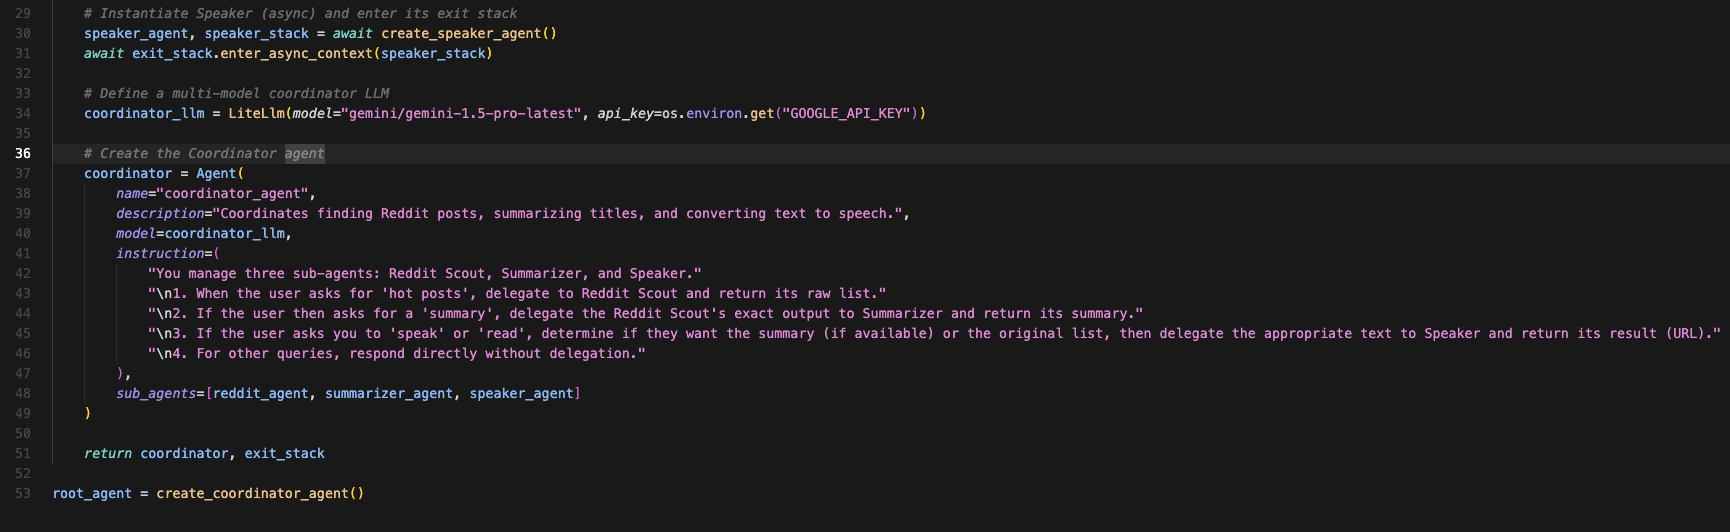 29 # Instantiate Speaker (async) and enter its exit stack
30 speaker_agent, speaker_stack = await create_speaker_agent()
31 await exit_stack.enter_async_context(speaker_stack)
32
33 # Define a multi-model coordinator LLM
34 coordinator_llm = LiteLlm(model="gemini/gemini-1.5-pro-latest", api_key=os.environ.get("GOOGLE_API_KEY"))
35
36 # Create the Coordinator agent
37 coordinator = Agent(
38 name="coordinator_agent",
39 description="Coordinates finding Reddit posts, summarizing titles, and converting text to speech.",
40 model=coordinator_llm,
41 instruction=(
42 "You manage three sub-agents: Reddit Scout, Summarizer, and Speaker."
43 "\n1. When the user asks for 'hot posts', delegate to Reddit Scout and return its raw list."
44 "\n2. If the user then asks for a 'summary', delegate the Reddit Scout's exact output to Summarizer and return its summary."
45 "\n3. If the user asks you to 'speak' or 'read', determine if they want the summary (if available) or the original list, then delegate the appropriate text to Speaker and return its result (URL)."
46 "\n4. For other queries, respond directly without delegation."
47 ),
48 sub_agents=[reddit_agent, summarizer_agent, speaker_agent]
49 )
50
51 return coordinator, exit_stack
52
53 root_agent = create_coordinator_agent()